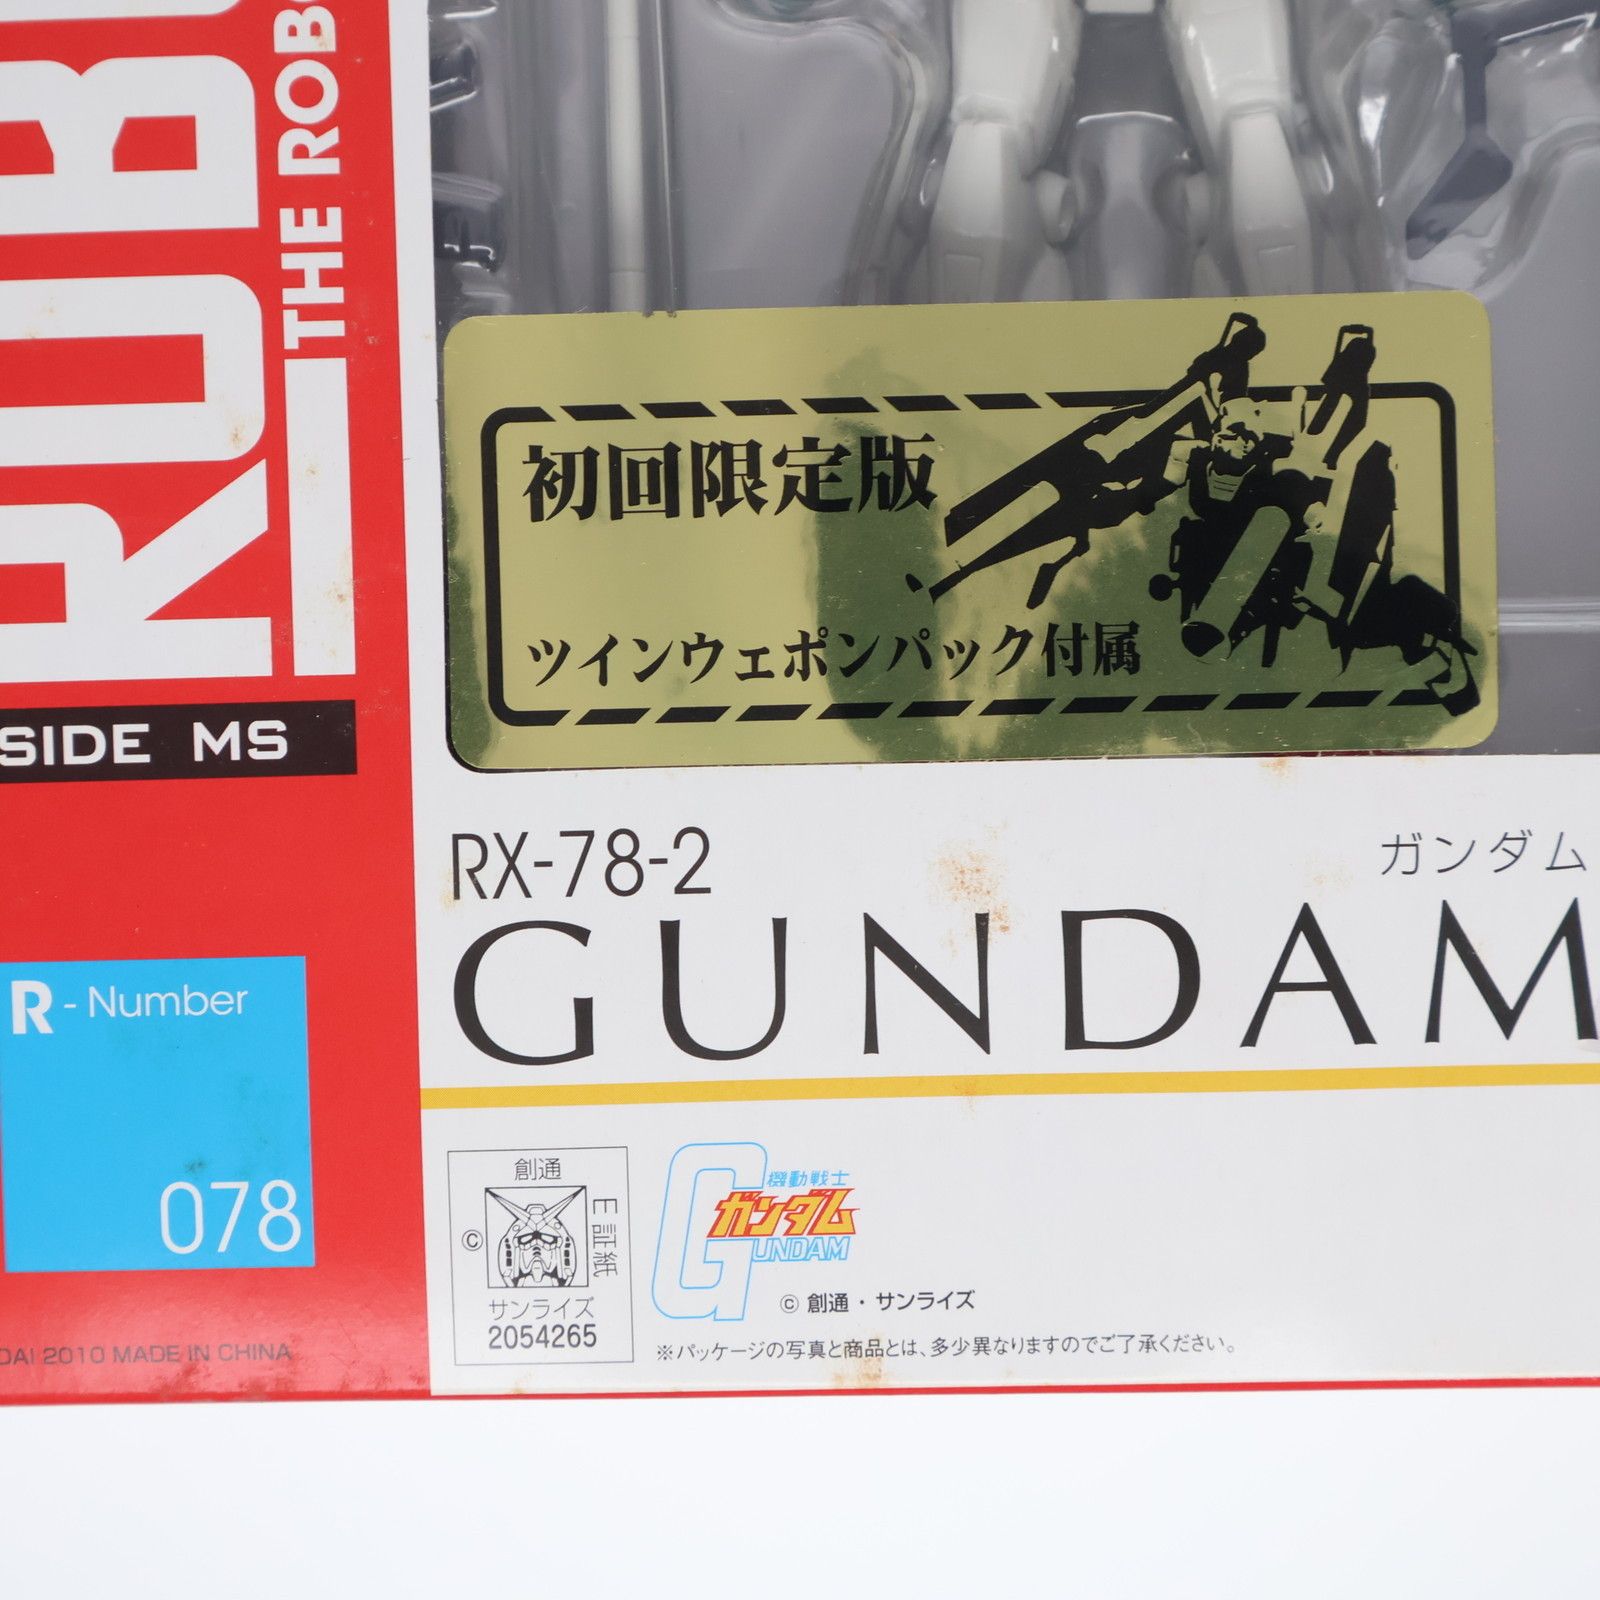 THE ROB
初回限定版
ツインウェポンパック付属
SIDE MS
RX-78-2
ガンダム
GUNDAM
R - Number
078
創通
©
E証紙
サンライズ
2054265
機動戦士
ガンダム
GUNDAM
© 創通・サンライズ
※パッケージの写真と商品とは、多少異なりますのでご了承ください。
DAI 2010 MADE IN CHINA